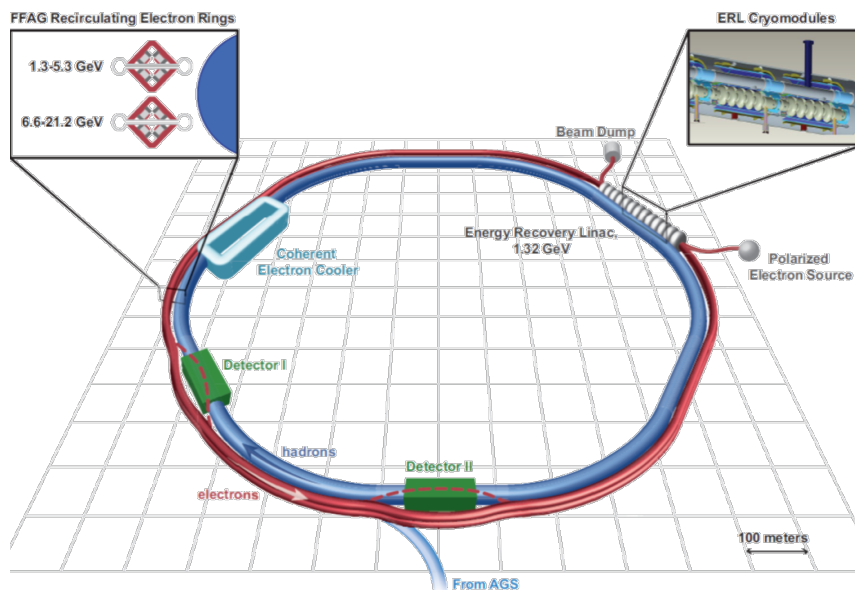 FFAG Recirculating Electron Rings
ERL Cryomodules
1.3-5.3 GeV
6.6-21.2 GeV
Beam Dump
Energy Recovery Linac,
1.32 GeV
Polarized
Electron Source
Coherent
Electron Cooler
Detector I
hadrons
Detector II
electrons
100 meters
From AGS